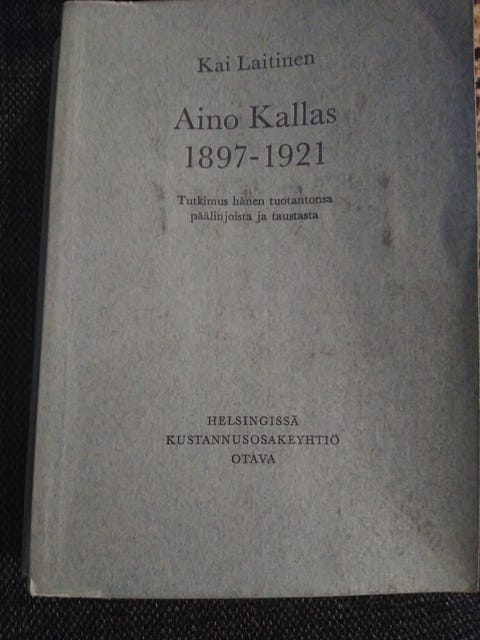 Kai Laitinen
Aino Kallas
1897-1921
Tutkimus hänen tuotantonsa
päälinjoista ja taustasta
HELSINGISSÄ
KUSTANNUSOSAKEYHTIÖ
OTAVA